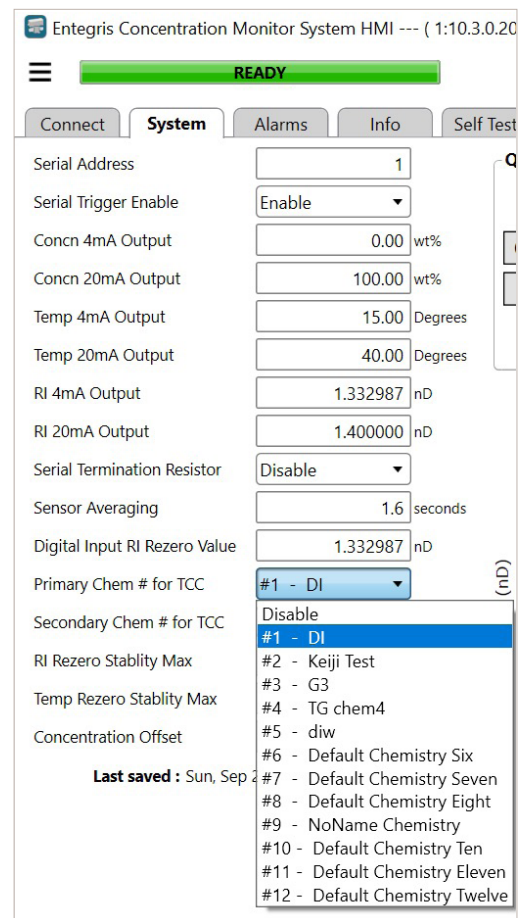 Entegris Concentration Monitor System HMI --- ( 1:10.3.0.20
READY
Connect System Alarms Info Self Test
Serial Address 1
Serial Trigger Enable Enable
Concn 4mA Output 0.00 wt%
Concn 20mA Output 100.00 wt%
Temp 4mA Output 15.00 Degrees
Temp 20mA Output 40.00 Degrees
RI 4mA Output 1.332987 nD
RI 20mA Output 1.400000 nD
Serial Termination Resistor Disable
Sensor Averaging 1.6 seconds
Digital Input RI Rezero Value 1.332987 nD
(nD)
Primary Chem # for TCC #1 - DI
Secondary Chem # for TCC
RI Rezero Stablity Max
Temp Rezero Stablity Max
Concentration Offset
Last saved : Sun, Sep
Disable
#1 - DI
#2 - Keiji Test
#3 - G3
#4 - TG chem4
#5 - diw
#6 - Default Chemistry Six
#7 - Default Chemistry Seven
#8 - Default Chemistry Eight
#9 - NoName Chemistry
#10 - Default Chemistry Ten
#11 - Default Chemistry Eleven
#12 - Default Chemistry Twelve